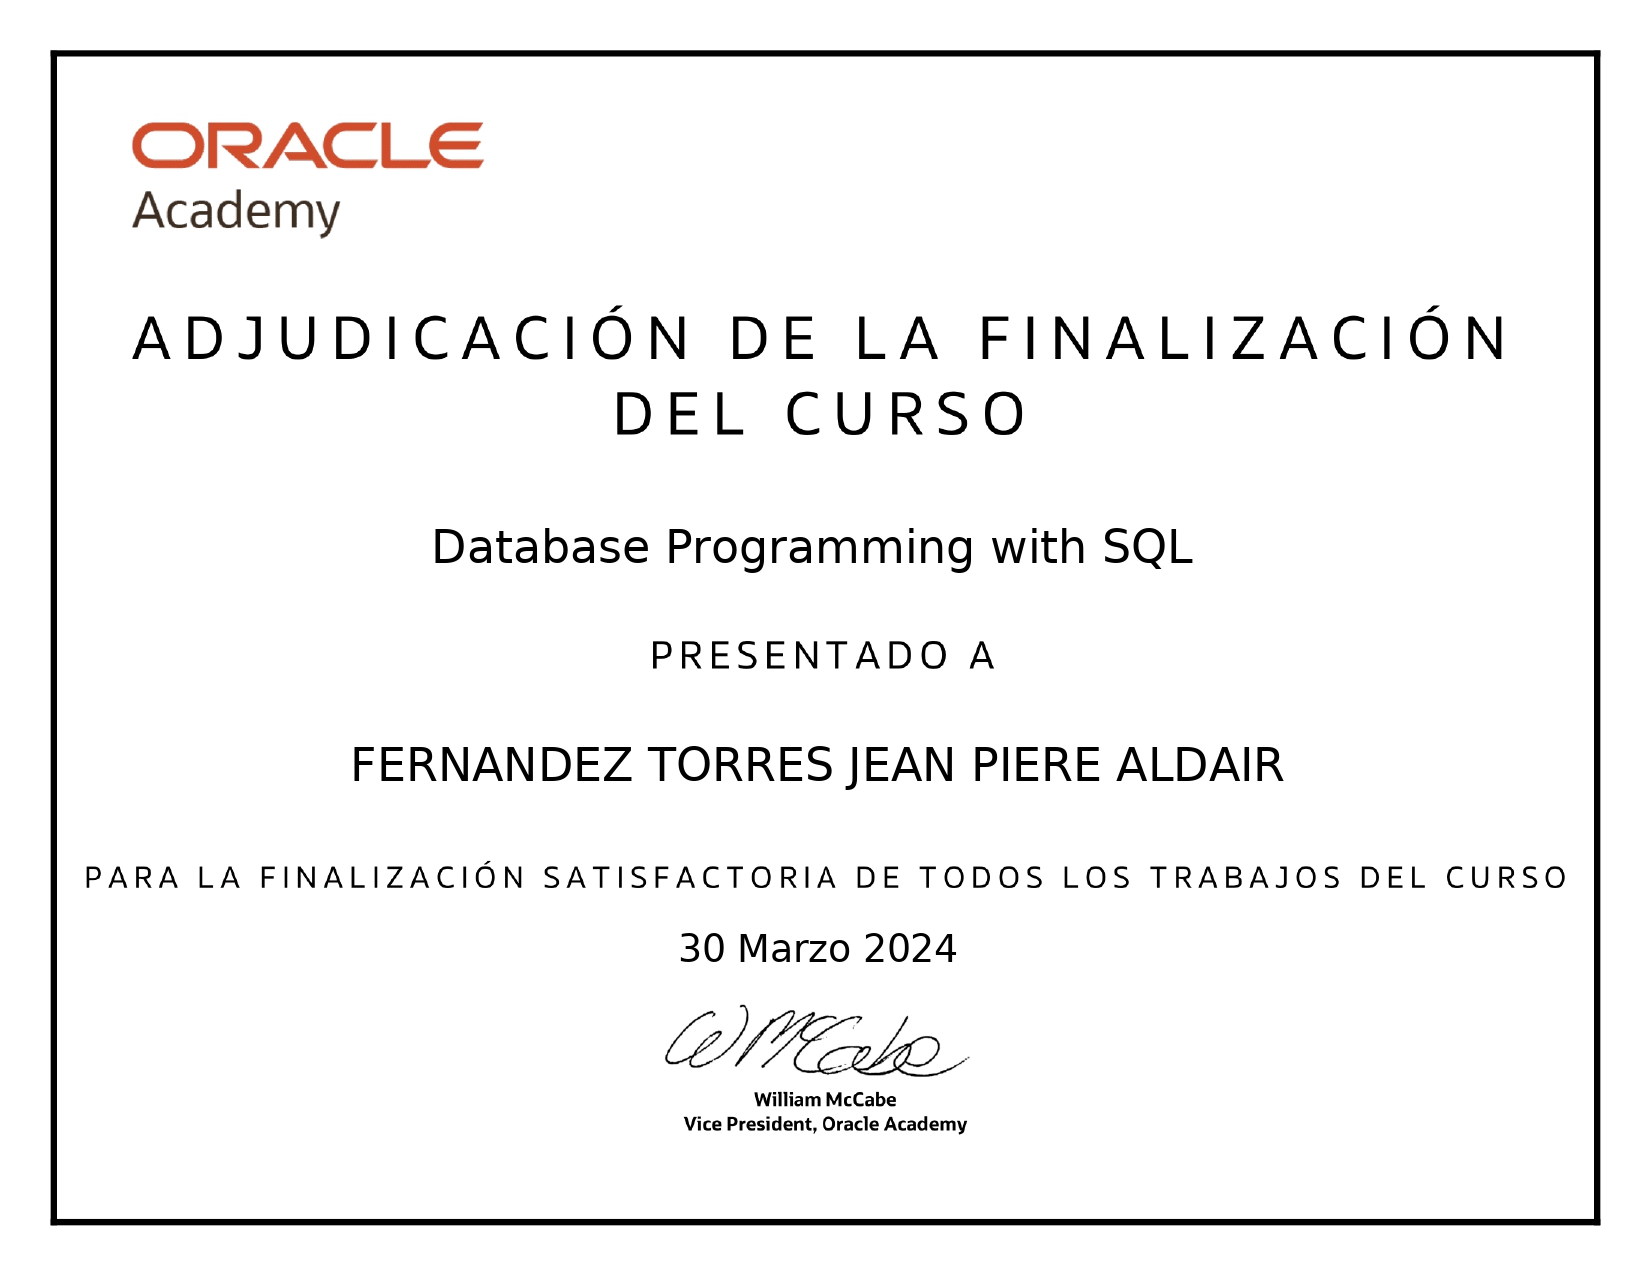 ORACLE
Academy
ADJUDICACIÓN DE LA FINALIZACIÓN
DEL CURSO
Database Programming with SQL
PRESENTADO A
FERNANDEZ TORRES JEAN PIERE ALDAIR
PARA LA FINALIZACIÓN SATISFACTORIA DE TODOS LOS TRABAJOS DEL CURSO
30 Marzo 2024
W McCabe
William McCabe
Vice President, Oracle Academy